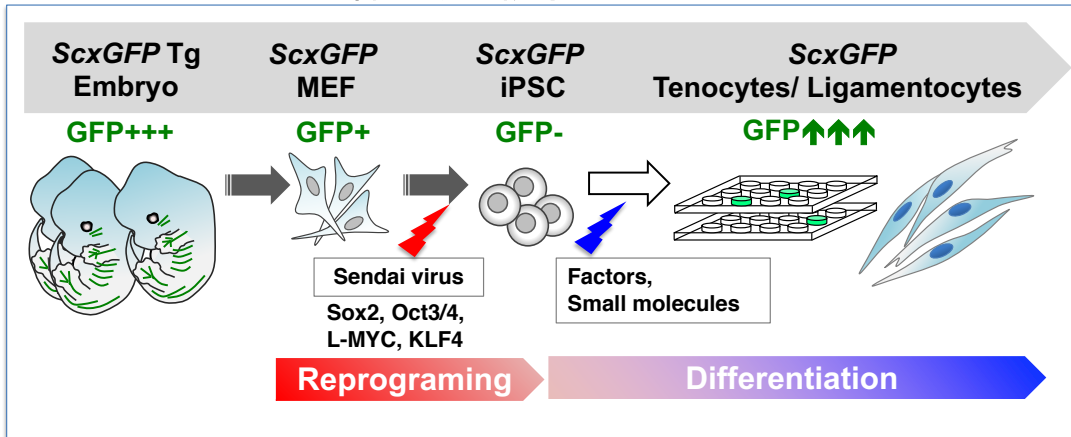 ScxGFP Tg
Embryo
ScxGFP
MEF
ScxGFP
iPSC
ScxGFP
Tenocytes/ Ligamentocytes
GFP+++
GFP+
GFP-
GFP
Sendai virus
Sox2, Oct3/4,
L-MYC, KLF4
Factors,
Small molecules
Reprograming
Differentiation